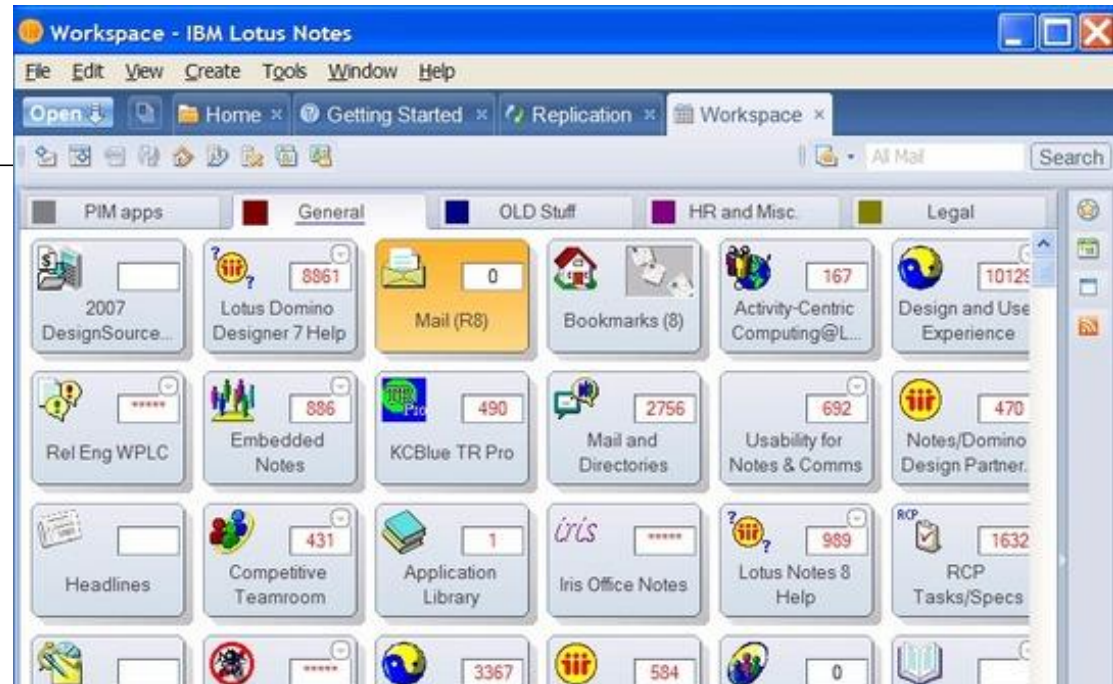 Workspace - IBM Lotus Notes
File Edit View Create Tools Window Help
Open Home × Getting Started × Replication × Workspace ×
All Mail Search
PIM apps General OLD Stuff HR and Misc. Legal
8861 0 167 10129
2007 Lotus Domino Mail (R8) Bookmarks (8) Activity-Centric Design and Use
DesignSource... Designer 7 Help Computing@L... Experience
***** 886 TR Pro 490 2756 692 470
Rel Eng WPLC Embedded KCBlue TR Pro Mail and Usability for Notes/Domino
Notes Directories Notes & Comms Design Partner.
431 1 iris ***** 989 RCP 1632
Headlines Competitive Application Iris Office Notes Lotus Notes 8 RCP
Teamroom Library Help Tasks/Specs
***** 3367 584 0